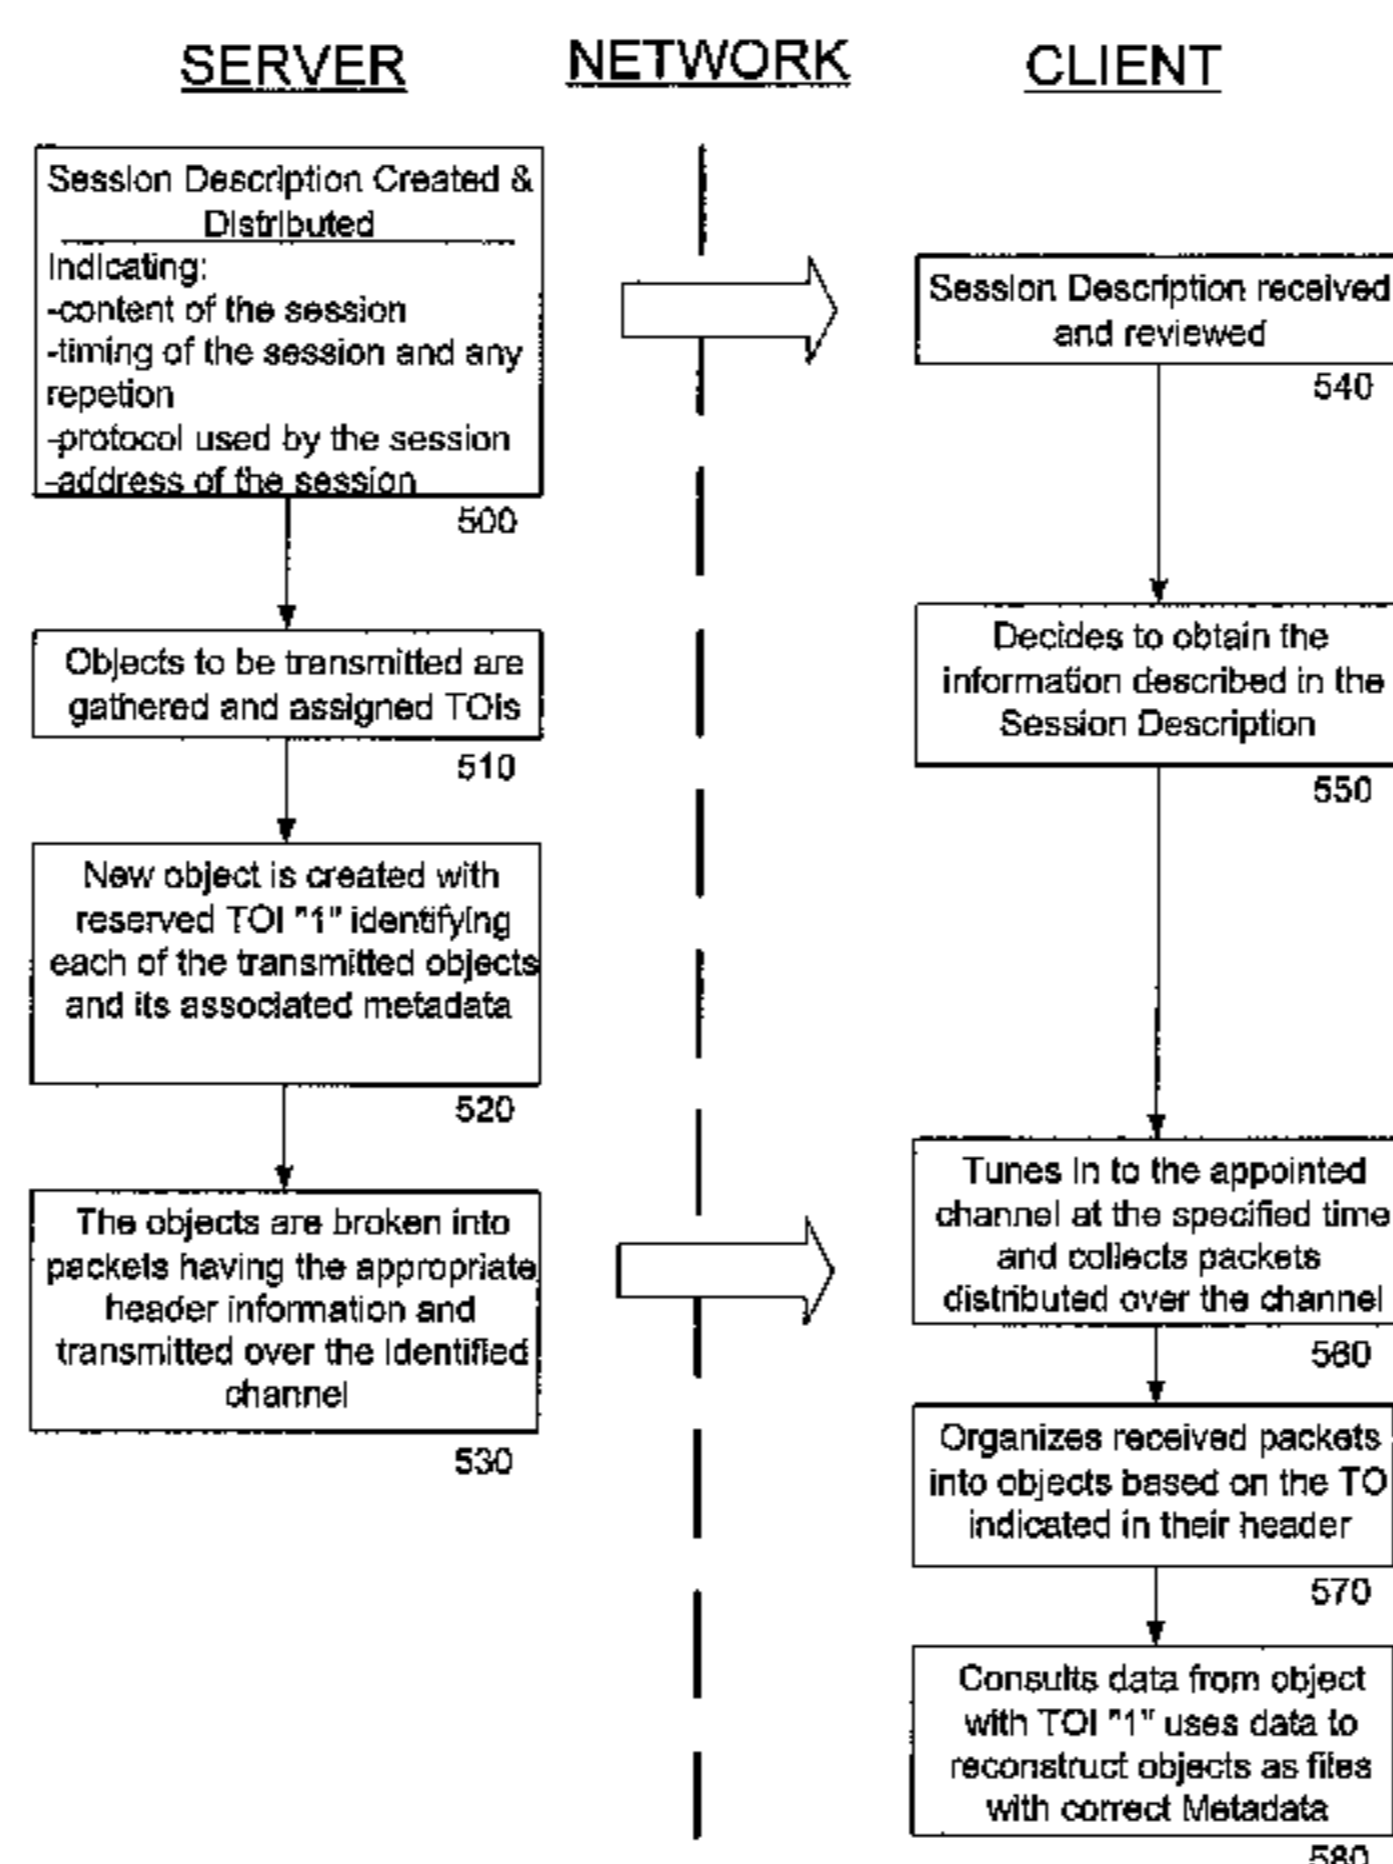 SERVER
NETWORK
CLIENT
Session Description Created &
Distributed
Indicating:
-content of the session
-timing of the session and any
repetion
-protocol used by the session
-address of the session
500
Objects to be transmitted are
gathered and assigned TOIs
510
New object is created with
reserved TOI "1" identifying
each of the transmitted objects
and its associated metadata
520
The objects are broken into
packets having the appropriate
header information and
transmitted over the identified
channel
530
Session Description received
and reviewed
540
Decides to obtain the
information described in the
Session Description
550
Tunes in to the appointed
channel at the specified time
and collects packets
distributed over the channel
560
Organizes received packets
into objects based on the TO
indicated in their header
570
Consults data from object
with TOI "1" uses data to
reconstruct objects as files
with correct Metadata
580